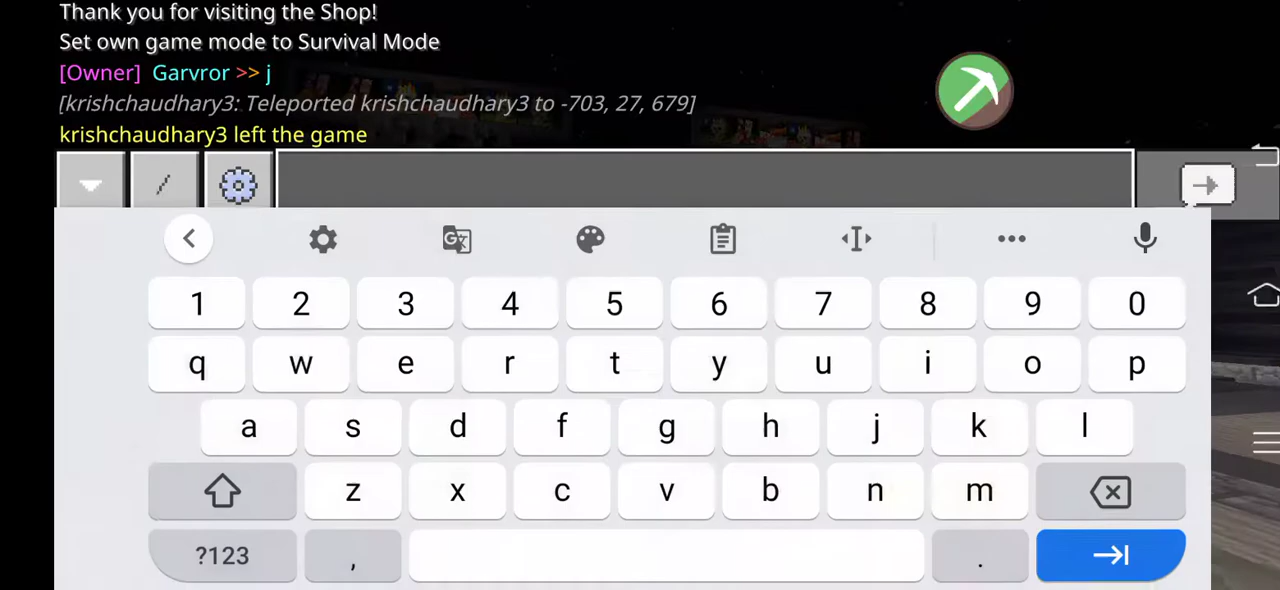 Thank you for visiting the Shop!
Set own game mode to Survival Mode
[Owner] Garvror >> j
[krishchaudhary3: Teleported krishchaudhary3 to -703, 27, 679]
krishchaudhary3 left the game
/
1 2 3 4 5 6 7 8 9 0
q w e r t y u i o p
a s d f g h j k l
z x c v b n m
?123 , .